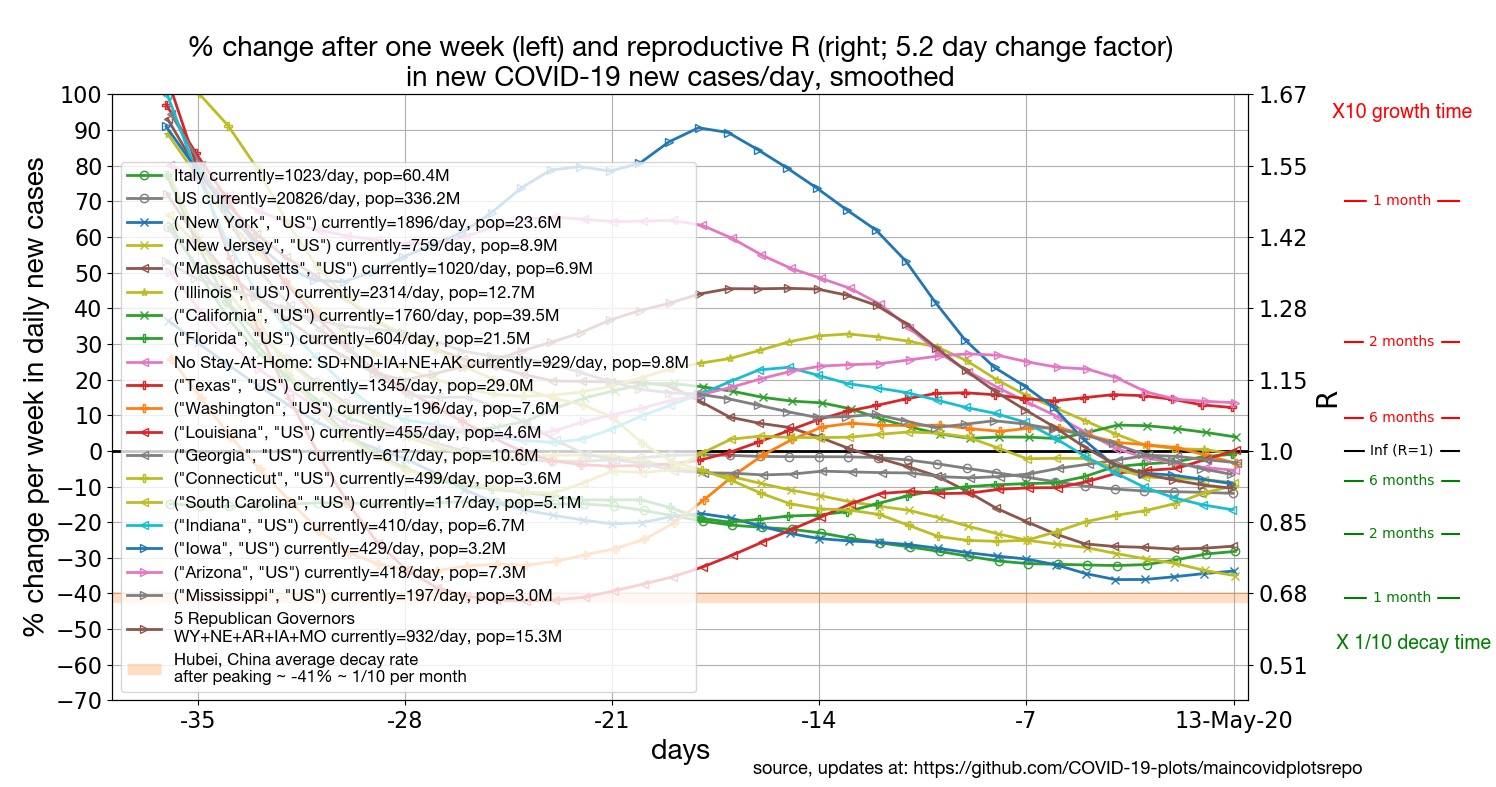 % change after one week (left) and reproductive R (right; 5.2 day change factor)
in new COVID-19 new cases/day, smoothed
% change per week in daily new cases
100
90
80
70
60
50
40
30
20
10
0
−10
−20
−30
−40
−50
−60
−70
Italy currently=1023/day, pop=60.4M
US currently=20826/day, pop=336.2M
("New York", "US") currently=1896/day, pop=23.6M
("New Jersey", "US") currently=759/day, pop=8.9M
("Massachusetts", "US") currently=1020/day, pop=6.9M
("Illinois", "US") currently=2314/day, pop=12.7M
("California", "US") currently=1760/day, pop=39.5M
("Florida", "US") currently=604/day, pop=21.5M
No Stay-At-Home: SD+ND+IA+NE+AK currently=929/day, pop=9.8M
("Texas", "US") currently=1345/day, pop=29.0M
("Washington", "US") currently=196/day, pop=7.6M
("Louisiana", "US") currently=455/day, pop=4.6M
("Georgia", "US") currently=617/day, pop=10.6M
("Connecticut", "US") currently=499/day, pop=3.6M
("South Carolina", "US") currently=117/day, pop=5.1M
("Indiana", "US") currently=410/day, pop=6.7M
("Iowa", "US") currently=429/day, pop=3.2M
("Arizona", "US") currently=418/day, pop=7.3M
("Mississippi", "US") currently=197/day, pop=3.0M
5 Republican Governors
WY+NE+AR+IA+MO currently=932/day, pop=15.3M
Hubei, China average decay rate
after peaking ~ -41% ~ 1/10 per month
-35
-28
-21
-14
-7
13-May-20
days
1.67
1.55
1.42
1.28
1.15
1.0
0.85
0.68
0.51
R
X10 growth time
1 month
2 months
6 months
Inf (R=1)
6 months
2 months
1 month
X 1/10 decay time
source, updates at: https://github.com/COVID-19-plots/maincovidplotsrepo